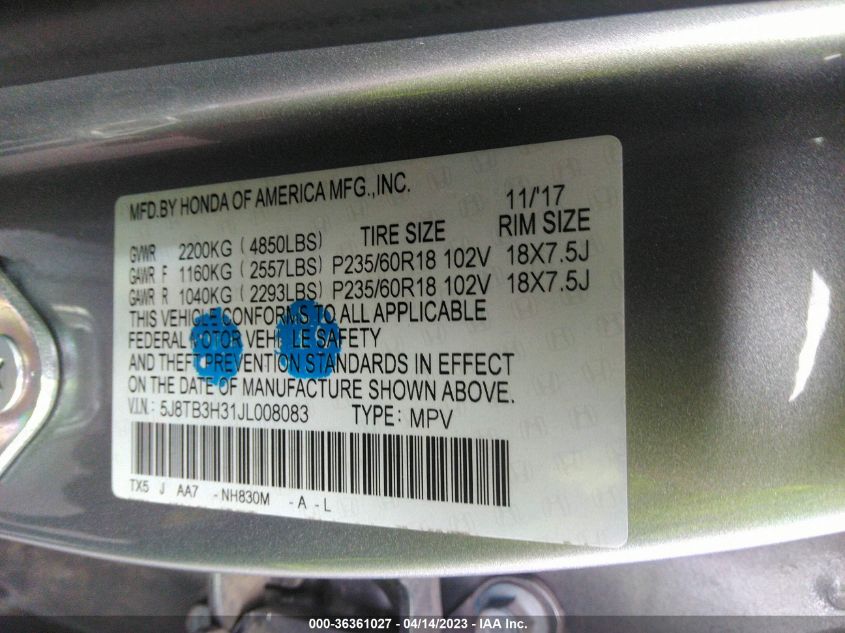 MFD.BY HONDA OF AMERICA MFG.,INC. 11/'17
GVWR 2200KG (4850LBS) TIRE SIZE RIM SIZE
GAWR F 1160KG (2557LBS) P235/60R18 102V 18X7.5J
GAWR R 1040KG (2293LBS) P235/60R18 102V 18X7.5J
THIS VEHICLE CONFORMS TO ALL APPLICABLE
FEDERAL MOTOR VEHICLE SAFETY
AND THEFT PREVENTION STANDARDS IN EFFECT
ON THE DATE OF MANUFACTURE SHOWN ABOVE.
V.I.N.: 5J8TB3H31JL008083 TYPE: MPV
TX5 J AA7 -NH830M -A-L
000-36361027 - 04/14/2023 - IAA Inc.